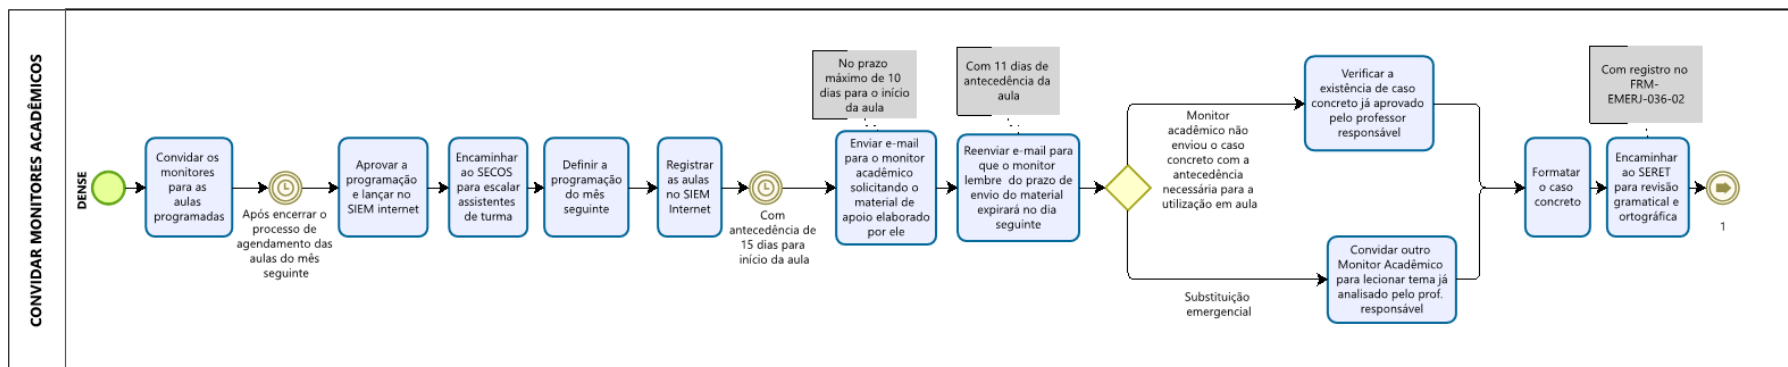 CONVIDAR MONITORES ACADÊMICOS
DENSE
Convidar os
monitores
para as
aulas
programadas
Após encerrar o
processo de
agendamento das
aulas do mês
seguinte
Aprovar a
programação
e lançar no
SIEM internet
Encaminhar
ao SECOS
para escalar
assistentes
de turma
Definir a
programação
do mês
seguinte
Registrar
as aulas
no SIEM
Internet
Com
antecedência de
15 dias para
início da aula
No prazo
máximo de 10
dias para o início
da aula
Enviar e-mail
para o monitor
acadêmico
solicitando o
material de
apoio elaborado
por ele
Com 11 dias de
antecedência da
aula
Reenviar e-mail para
que o monitor
lembre do prazo de
envio do material
expirará no dia
seguinte
Monitor
acadêmico não
enviou o caso
concreto com a
antecedência
necessária para a
utilização em aula
Verificar a
existência de caso
concreto já aprovado
pelo professor
responsável
Substituição
emergencial
Convidar outro
Monitor Acadêmico
para lecionar tema já
analisado pelo prof.
responsável
Formatar
o caso
concreto
Com registro no
FRM-
EMERJ-036-02
Encaminhar
ao SERET
para revisão
gramatical e
ortográfica
1